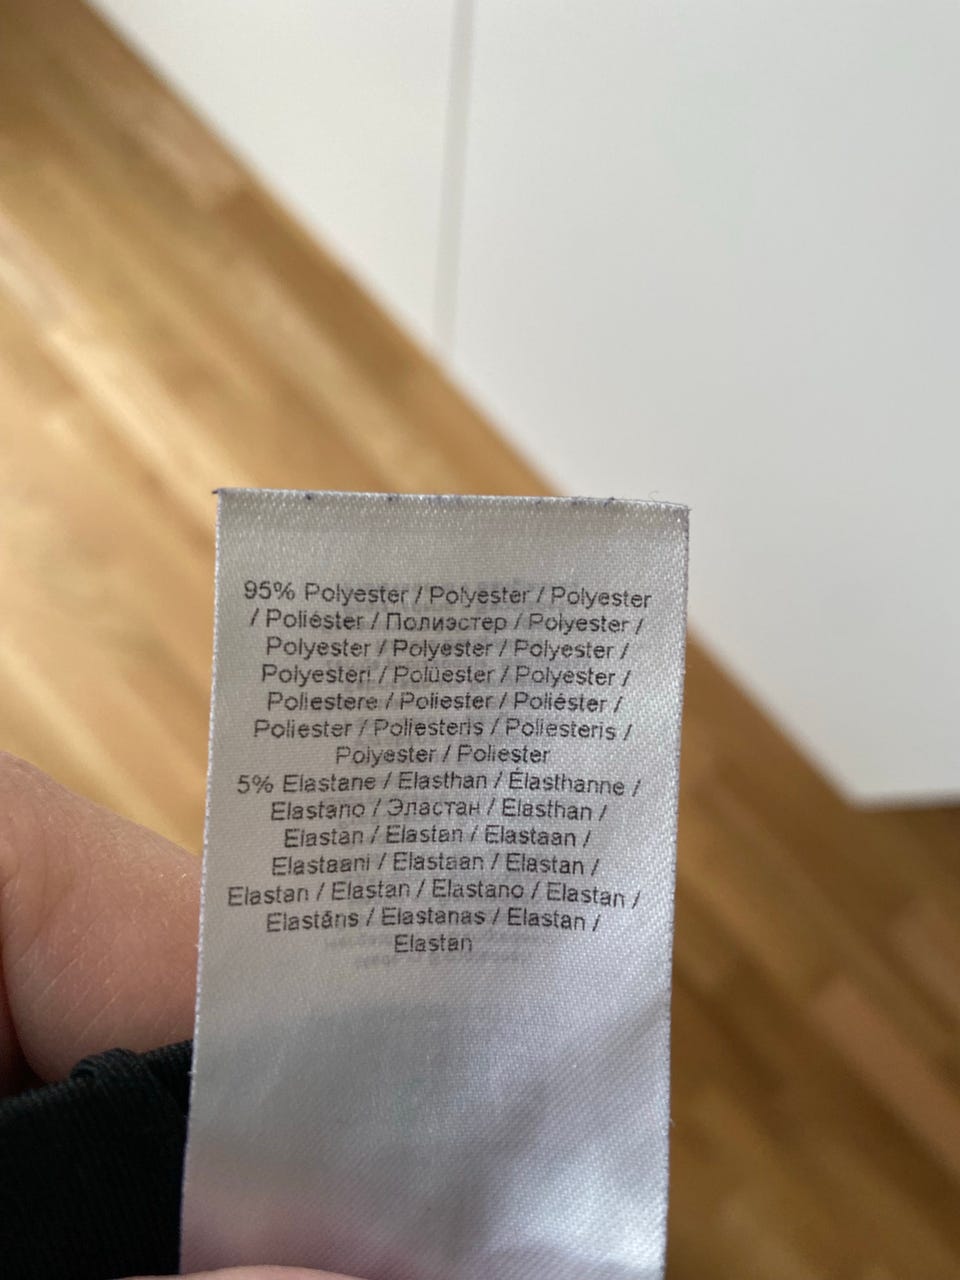 95% Polyester / Polyester / Polyester
/ Poliéster / Полиэстер / Polyester /
Polyester / Polyester / Polyester /
Polyesteri / Polüester / Polyester /
Poliestere / Poliester / Poliéster /
Poliester / Poliesteris / Poliesteris /
Polyester / Poliester
5% Elastane / Elasthan / Élasthanne /
Elastano / Эластан / Elasthan /
Elastan / Elastan / Elastaan /
Elastaani / Elastaan / Elastan /
Elastan / Elastan / Elastano / Elastan /
Elastāns / Elastanas / Elastan /
Elastan